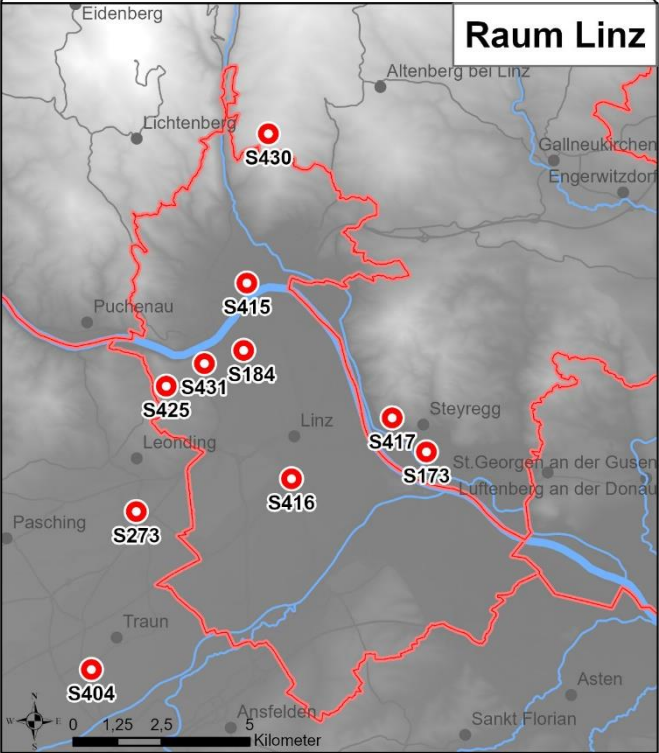 Eidenberg
Raum Linz
Altenberg bei Linz
Lichtenberg
S430
Gallneukirchen
Engerwitzdorf
S415
Puchenau
S184
S431
S425
Steyregg
Linz
S417
Leonding
S173
St.Georgen an der Gusen
S416
Luftenberg an der Donau
Pasching
S273
Traun
S404
Asten
Ansfelden
Sankt Florian
N
W E
S
0 1,25 2,5 5
Kilometer